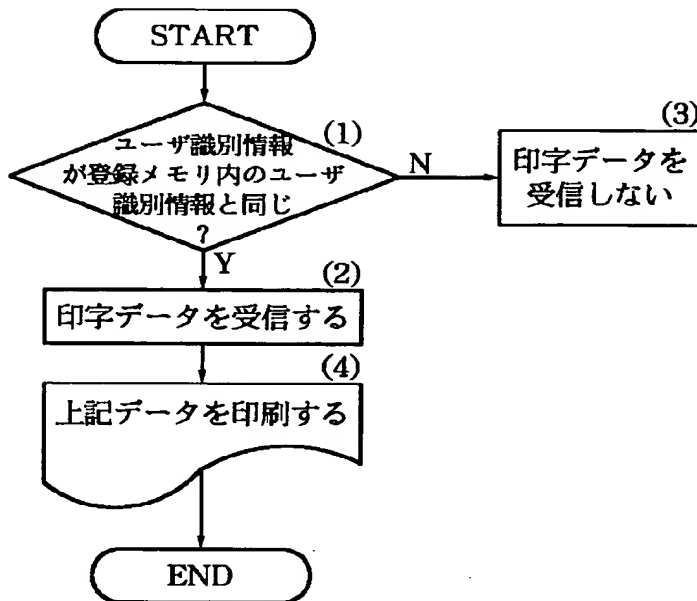 START
(1)
ユーザ識別情報
が登録メモリ内のユーザ
識別情報と同じ
?
N
(3)
印字データを
受信しない
Y
(2)
印字データを受信する
(4)
上記データを印刷する
END